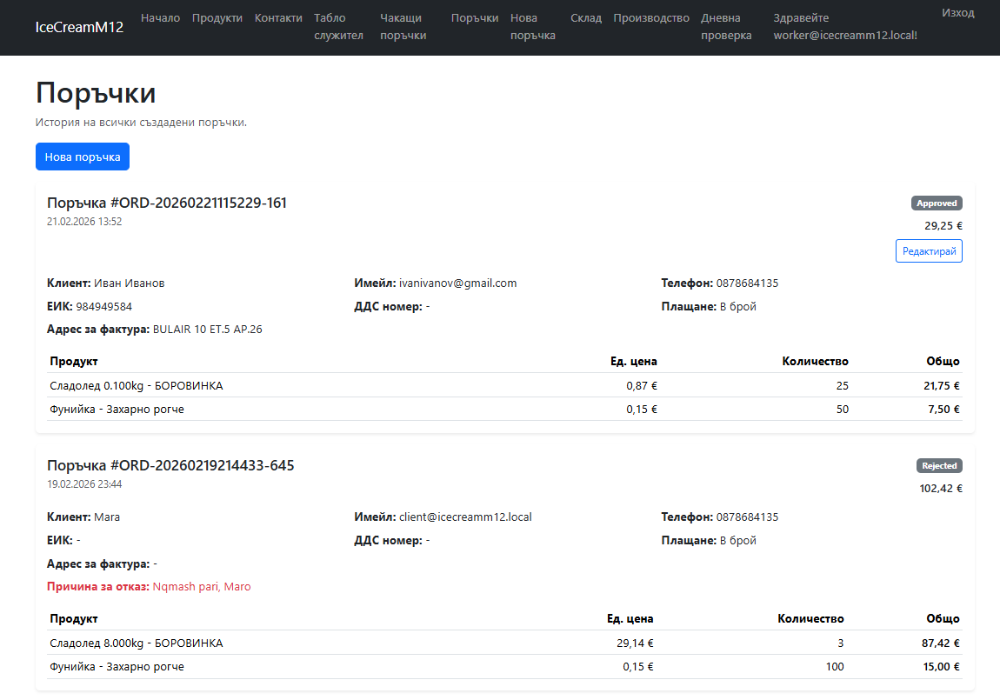 IceCreamM12 Начало Продукти Контакти Табло служител Чакащи поръчки Поръчки Нова поръчка Склад Производство Дневна проверка Здравейте worker@icecreamm12.local! Изход
Поръчки
История на всички създадени поръчки.
Нова поръчка
Поръчка #ORD-20260221115229-161 Approved
21.02.2026 13:52 29,25 €
Редактирай
Клиент: Иван Иванов Имейл: ivanivanov@gmail.com Телефон: 0878684135
ЕИК: 984949584 ДДС номер: - Плащане: В брой
Адрес за фактура: BULAIR 10 ET.5 AP.26
Продукт Ед. цена Количество Общо
Сладолед 0.100kg - БОРОВИНКА 0,87 € 25 21,75 €
Фунийка - Захарно рогче 0,15 € 50 7,50 €
Поръчка #ORD-20260219214433-645 Rejected
19.02.2026 23:44 102,42 €
Клиент: Mara Имейл: client@icecreamm12.local Телефон: 0878684135
ЕИК: - ДДС номер: - Плащане: В брой
Адрес за фактура: -
Причина за отказ: Nqmash pari, Maro
Продукт Ед. цена Количество Общо
Сладолед 8.000kg - БОРОВИНКА 29,14 € 3 87,42 €
Фунийка - Захарно рогче 0,15 € 100 15,00 €